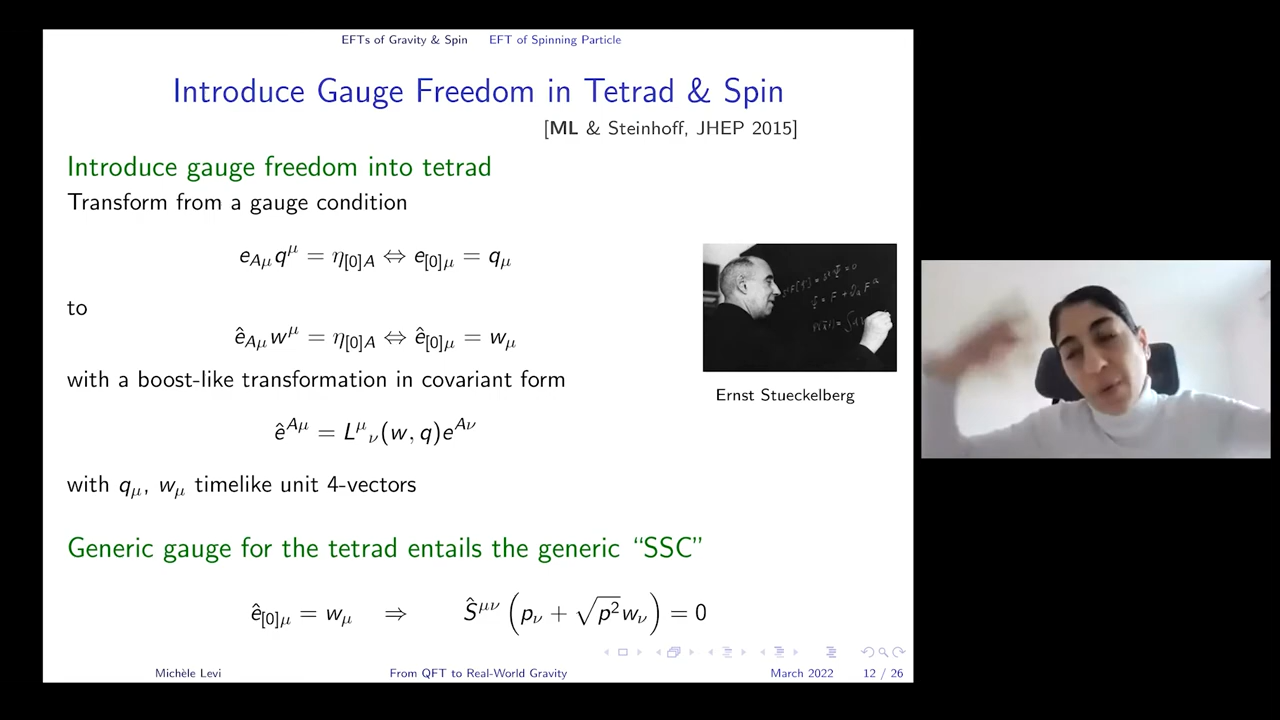 EFTs of Gravity & Spin EFT of Spinning Particle
Introduce Gauge Freedom in Tetrad & Spin
[ML & Steinhoff, JHEP 2015]
Introduce gauge freedom into tetrad
Transform from a gauge condition
e_{Aμ}q^μ = η_{[0]A} ⇔ e_{[0]μ} = q_μ
to
ê_{Aμ}w^μ = η_{[0]A} ⇔ ê_{[0]μ} = w_μ
with a boost-like transformation in covariant form
ê^{Aμ} = L^μ_ν(w, q)e^{Aν}
with q_μ, w_μ timelike unit 4-vectors
Ernst Stueckelberg
Generic gauge for the tetrad entails the generic “SSC”
ê_{[0]μ} = w_μ ⇒ Ŝ^{μν} (p_ν + √p² w_ν) = 0
Michèle Levi From QFT to Real-World Gravity March 2022 12 / 26